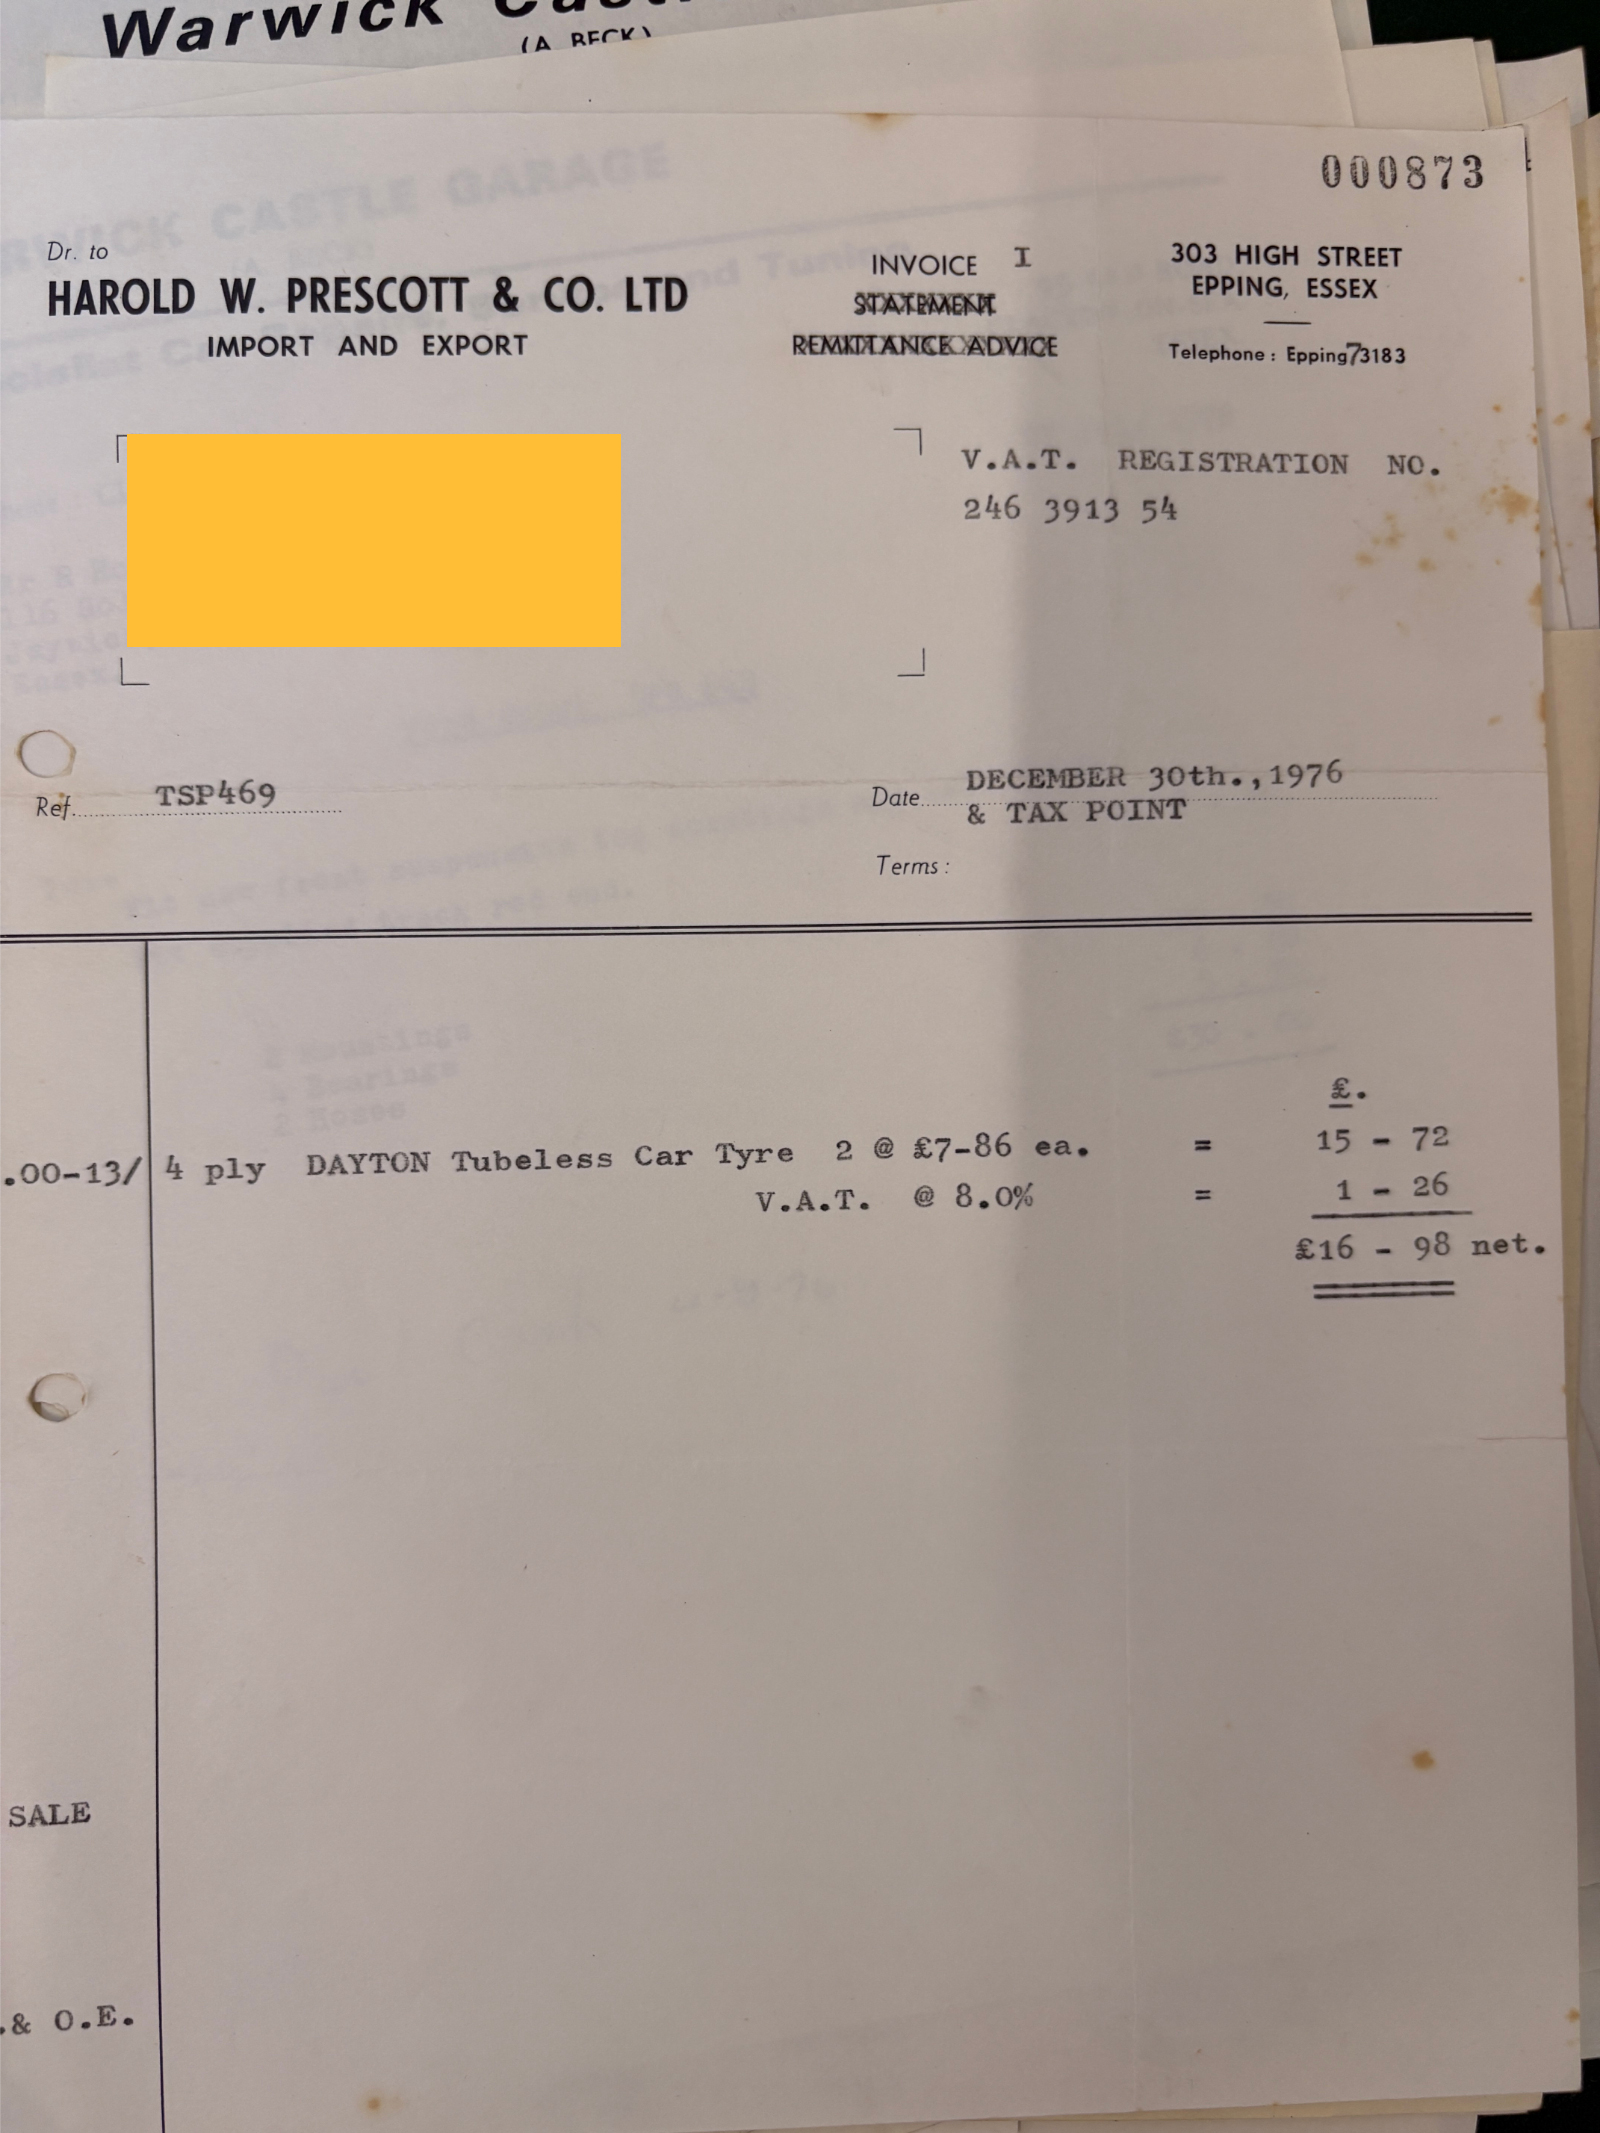 Warwick
(A. BECK)
000873
Dr. to
HAROLD W. PRESCOTT & CO. LTD
IMPORT AND EXPORT
INVOICE I
STATEMENT
REMITTANCE ADVICE
303 HIGH STREET
EPPING, ESSEX
Telephone: Epping 73183
V.A.T. REGISTRATION NO.
246 3913 54
Ref. TSP469
Date DECEMBER 30th.,1976
& TAX POINT
Terms:
£.
.00-13/ 4 ply DAYTON Tubeless Car Tyre 2 @ £7-86 ea. = 15 - 72
V.A.T. @ 8.0% = 1 - 26
£16 - 98 net.
SALE
.& O.E.